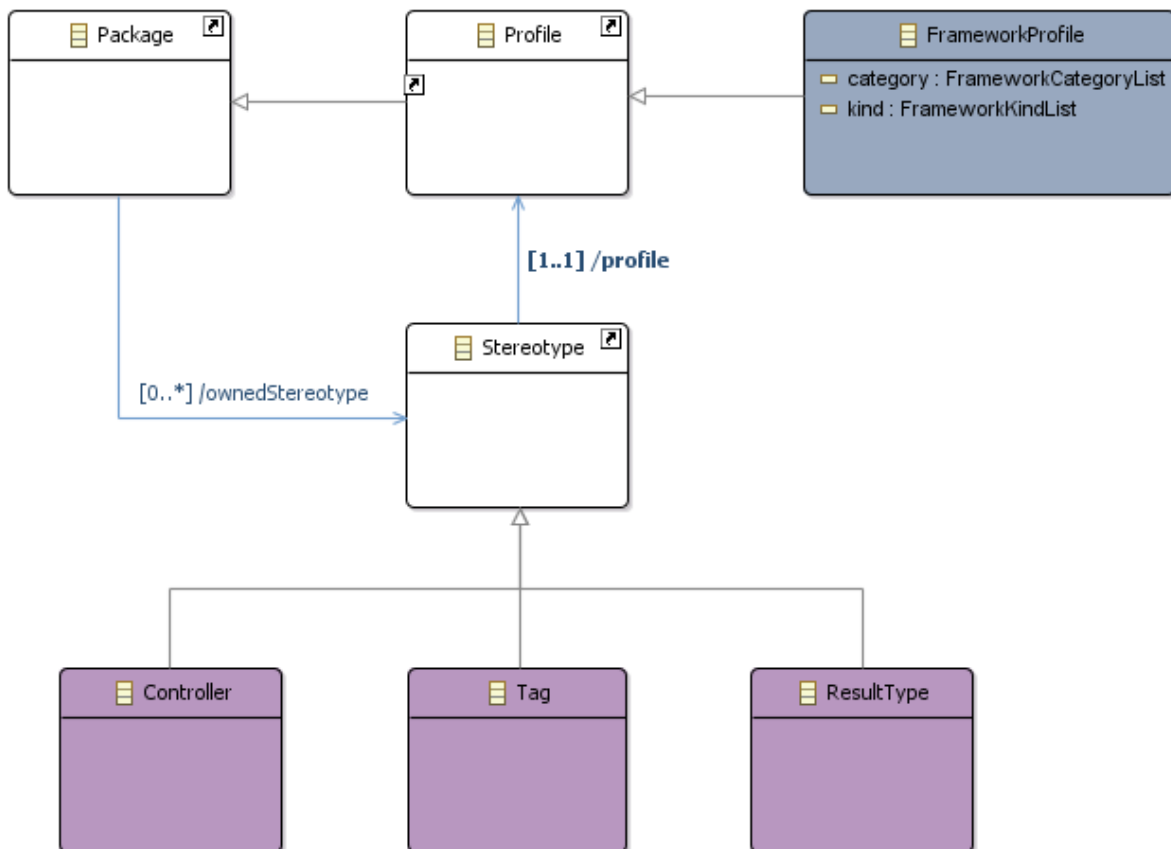 Package
Profile
FrameworkProfile
category : FrameworkCategoryList
kind : FrameworkKindList
[1..1] /profile
Stereotype
[0..*] /ownedStereotype
Controller
Tag
ResultType